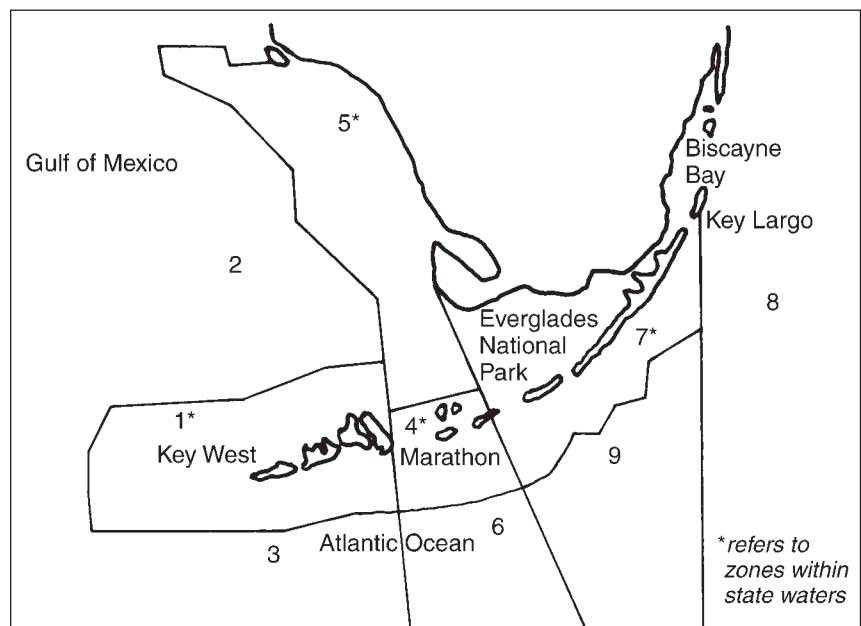 5*
Gulf of Mexico
Biscayne
Bay
Key Largo
2
8
Everglades
National
Park
7*
1*
4*
Key West
Marathon
9
6
3
Atlantic Ocean
*refers to
zones within
state waters